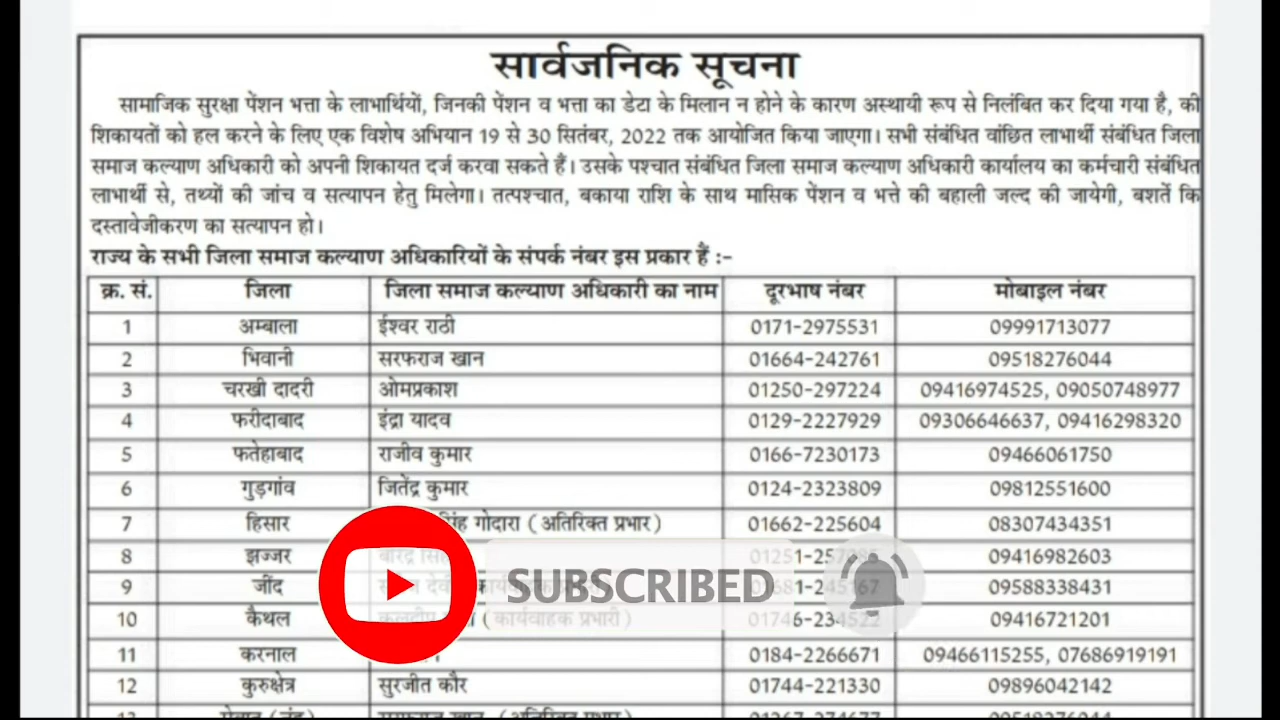 सार्वजनिक सूचना
सामाजिक सुरक्षा पेंशन भत्ता के लाभार्थियों, जिनकी पेंशन व भत्ता का डेटा के मिलान न होने के कारण अस्थायी रूप से निलंबित कर दिया गया है, की
शिकायतों को हल करने के लिए एक विशेष अभियान 19 से 30 सितंबर, 2022 तक आयोजित किया जाएगा। सभी संबंधित वांछित लाभार्थी संबंधित जिला
समाज कल्याण अधिकारी को अपनी शिकायत दर्ज करवा सकते हैं। उसके पश्चात संबंधित जिला समाज कल्याण अधिकारी कार्यालय का कर्मचारी संबंधित
लाभार्थी से, तथ्यों की जांच व सत्यापन हेतु मिलेगा। तत्पश्चात, बकाया राशि के साथ मासिक पेंशन व भत्ते की बहाली जल्द की जायेगी, बशर्ते कि
दस्तावेजीकरण का सत्यापन हो।
राज्य के सभी जिला समाज कल्याण अधिकारियों के संपर्क नंबर इस प्रकार हैं :-
क्र. सं. जिला जिला समाज कल्याण अधिकारी का नाम दूरभाष नंबर मोबाइल नंबर
1 अम्बाला ईश्वर राठी 0171-2975531 09991713077
2 भिवानी सरफराज खान 01664-242761 09518276044
3 चरखी दादरी ओमप्रकाश 01250-297224 09416974525, 09050748977
4 फरीदाबाद इंद्रा यादव 0129-2227929 09306646637, 09416298320
5 फतेहाबाद राजीव कुमार 0166-7230173 09466061750
6 गुड़गांव जितेंद्र कुमार 0124-2323809 09812551600
7 हिसार सिंह गोदारा (अतिरिक्त प्रभार) 01662-225604 08307434351
8 झज्जर 09416982603
9 जींद SUBSCRIBED 09588338431
10 कैथल (कार्यवाहक प्रभारी) 01746-234522 09416721201
11 करनाल 0184-2266671 09466115255, 07686919191
12 कुरुक्षेत्र सुरजीत कौर 01744-221330 09896042142